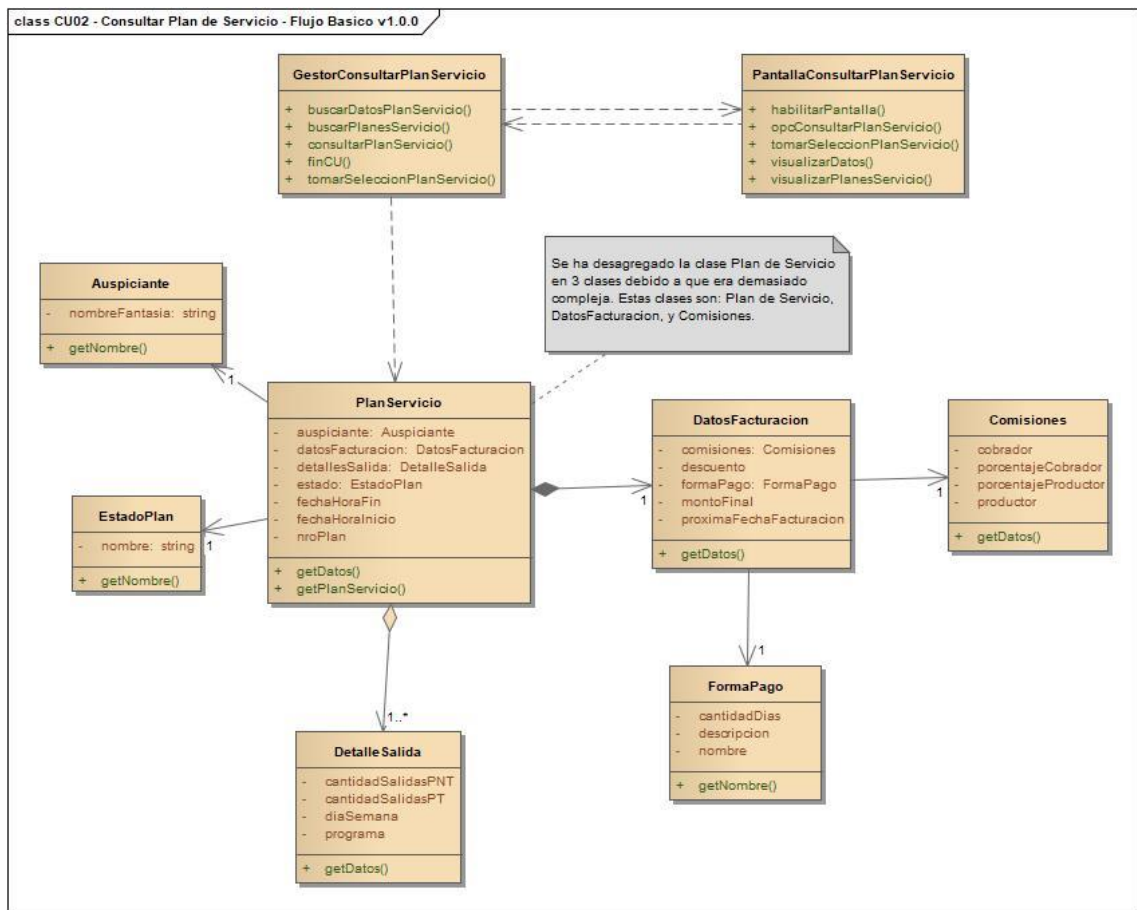 class CU02 - Consultar Plan de Servicio - Flujo Basico v1.0.0
GestorConsultarPlanServicio
+ buscarDatosPlanServicio()
+ buscarPlanesServicio()
+ consultarPlanServicio()
+ finCU()
+ tomarSeleccionPlanServicio()
PantallaConsultarPlanServicio
+ habilitarPantalla()
+ opcConsultarPlanServicio()
+ tomarSeleccionPlanServicio()
+ visualizarDatos()
+ visualizarPlanesServicio()
Se ha desagregado la clase Plan de Servicio
en 3 clases debido a que era demasiado
compleja. Estas clases son: Plan de Servicio,
DatosFacturacion, y Comisiones.
Auspiciante
- nombreFantasia: string
+ getNombre()
1
PlanServicio
- auspiciante: Auspiciante
- datosFacturacion: DatosFacturacion
- detallesSalida: DetalleSalida
- estado: EstadoPlan
- fechaHoraFin
- fechaHoraInicio
- nroPlan
+ getDatos()
+ getPlanServicio()
1
DatosFacturacion
- comisiones: Comisiones
- descuento
- formaPago: FormaPago
- montoFinal
- proximaFechaFacturacion
+ getDatos()
1
Comisiones
- cobrador
- porcentajeCobrador
- porcentajeProductor
- productor
+ getDatos()
EstadoPlan
- nombre: string
+ getNombre()
1
1
FormaPago
- cantidadDias
- descripcion
- nombre
+ getNombre()
1..*
DetalleSalida
- cantidadSalidasPNT
- cantidadSalidasPT
- diaSemana
- programa
+ getDatos()